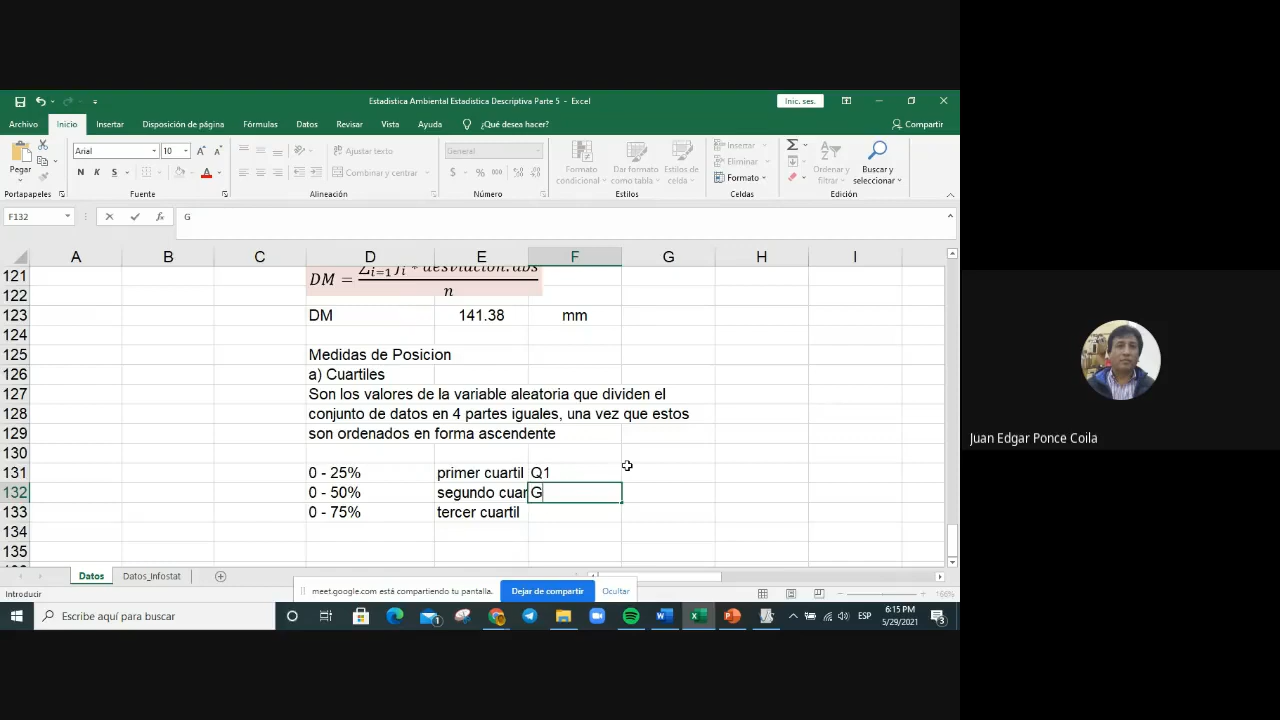 Estadistica Ambiental Estadistica Descriptiva Parte 5 - Excel
Inic. ses.
Archivo Inicio Insertar Disposición de página Fórmulas Datos Revisar Vista Ayuda ¿Qué desea hacer? Compartir
Pegar
Arial 10
Ajustar texto
Combinar y centrar
General
Formato condicional
Dar formato como tabla
Estilos de celda
Insertar
Eliminar
Formato
Ordenar y filtrar
Buscar y seleccionar
Portapapeles Fuente Alineación Número Estilos Celdas Edición
F132 G
A B C D E F G H I
121
122
DM = n
123 DM 141.38 mm
124
125 Medidas de Posicion
126 a) Cuartiles
127 Son los valores de la variable aleatoria que dividen el
128 conjunto de datos en 4 partes iguales, una vez que estos
129 son ordenados en forma ascendente
130
131 0 - 25% primer cuartil Q1
132 0 - 50% segundo cuar G
133 0 - 75% tercer cuartil
134
135
Datos Datos_Infostat
Introducir
meet.google.com está compartiendo tu pantalla. Dejar de compartir Ocultar
166%
Escribe aquí para buscar
ESP
6:15 PM
5/29/2021
3
Juan Edgar Ponce Coila